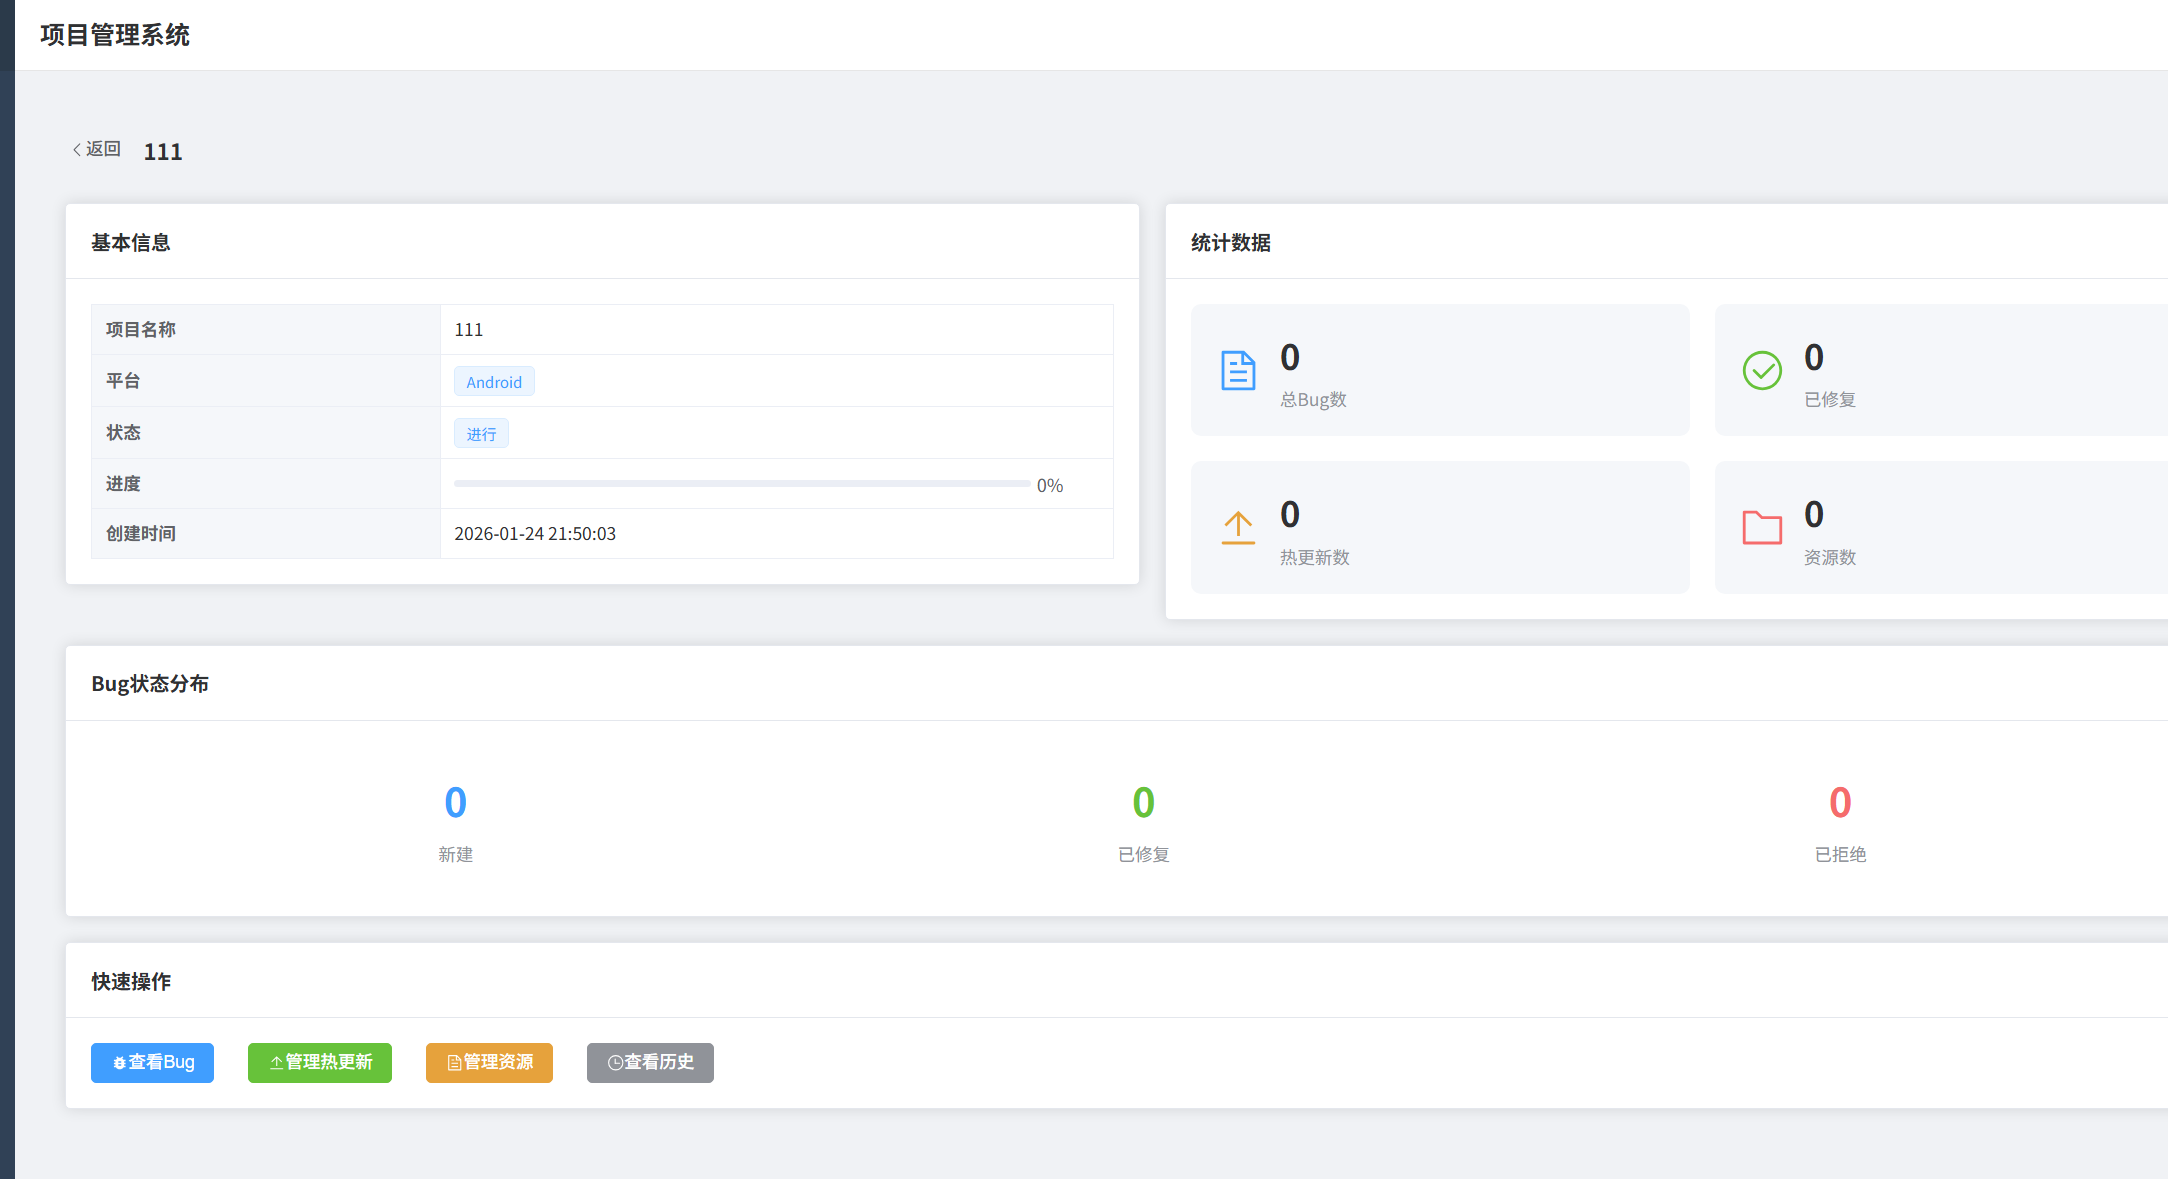 项目管理系统
返回 111
基本信息
项目名称 111
平台 Android
状态 进行
进度 0%
创建时间 2026-01-24 21:50:03
统计数据
0
总Bug数
0
已修复
0
热更新数
0
资源数
Bug状态分布
0
新建
0
已修复
0
已拒绝
快速操作
查看Bug 管理热更新 管理资源 查看历史